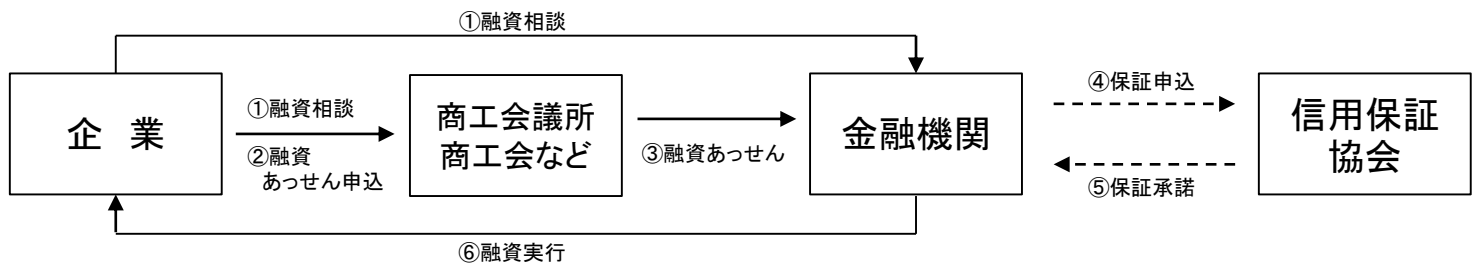 ①融資相談
企 業
①融資相談
②融資
あっせん申込
商工会議所
商工会など
③融資あっせん
金融機関
④保証申込
⑤保証承諾
信用保証
協会
⑥融資実行